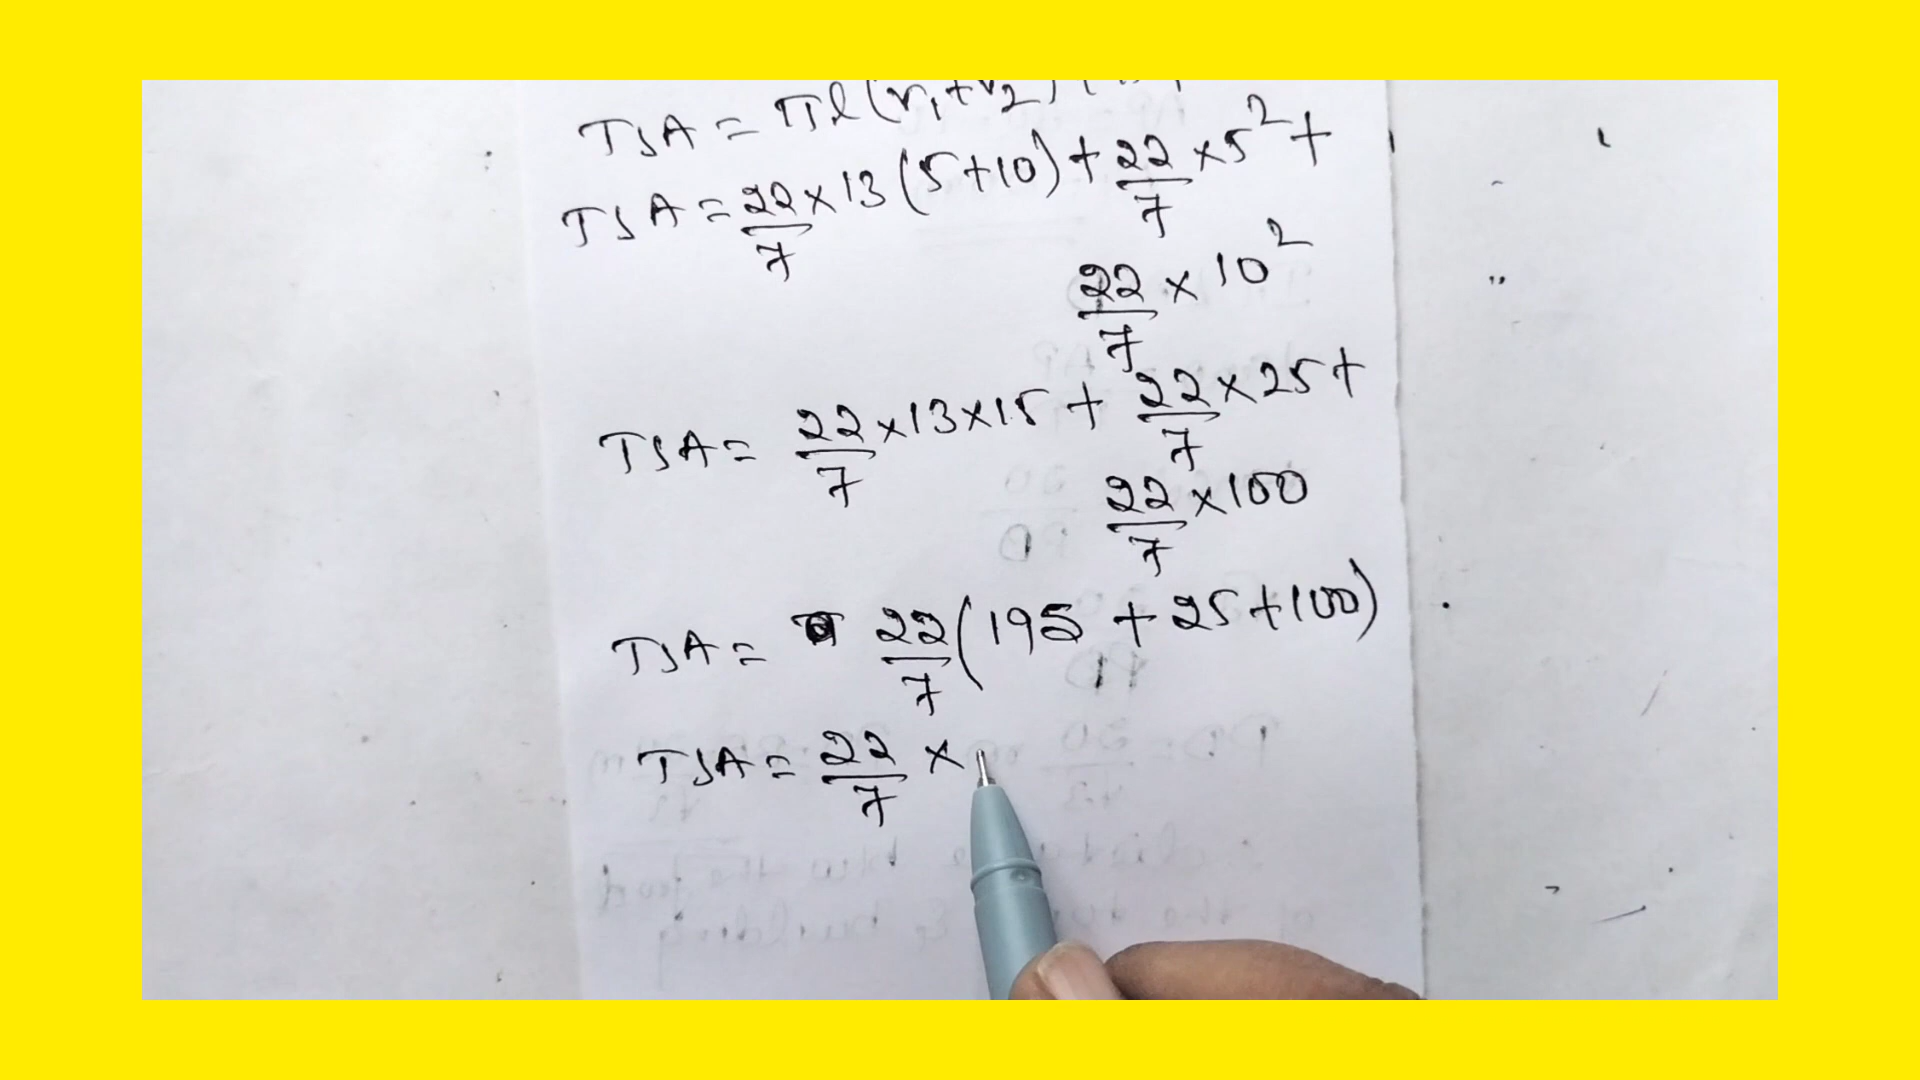 TSA = πl(r₁+r₂)
TSA = 22/7 × 13 (5+10) + 22/7 × 5² +
22/7 × 10²
TSA = 22/7 × 13 × 15 + 22/7 × 25 +
22/7 × 100
TSA = 22/7 (195 + 25 + 100)
TSA = 22/7 ×